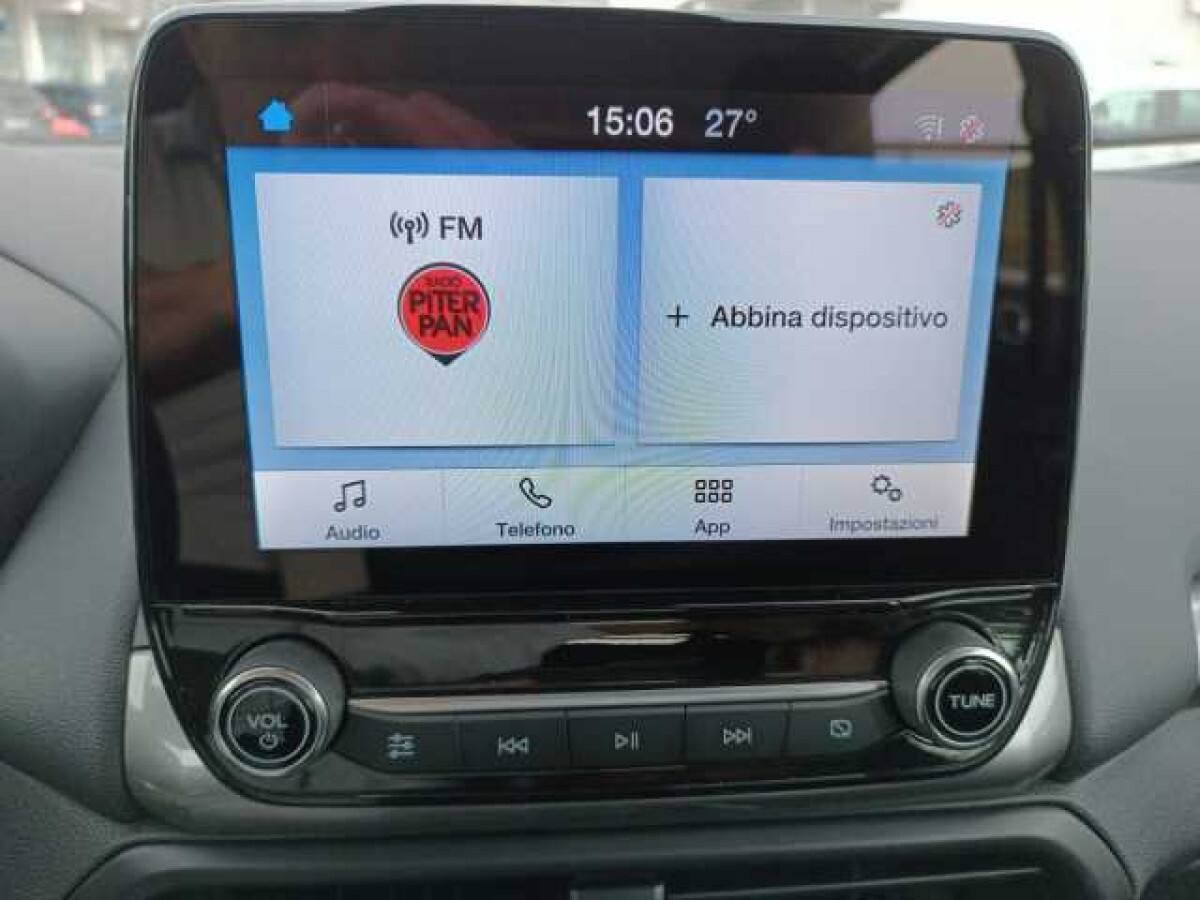 15:06 27°
FM
RADIO
PITER
PAN
+ Abbina dispositivo
Audio
Telefono
App
Impostazioni
VOL
TUNE